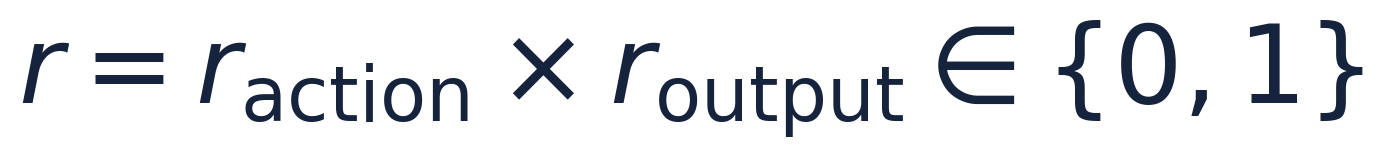 r = r_action × r_output ∈ {0, 1}